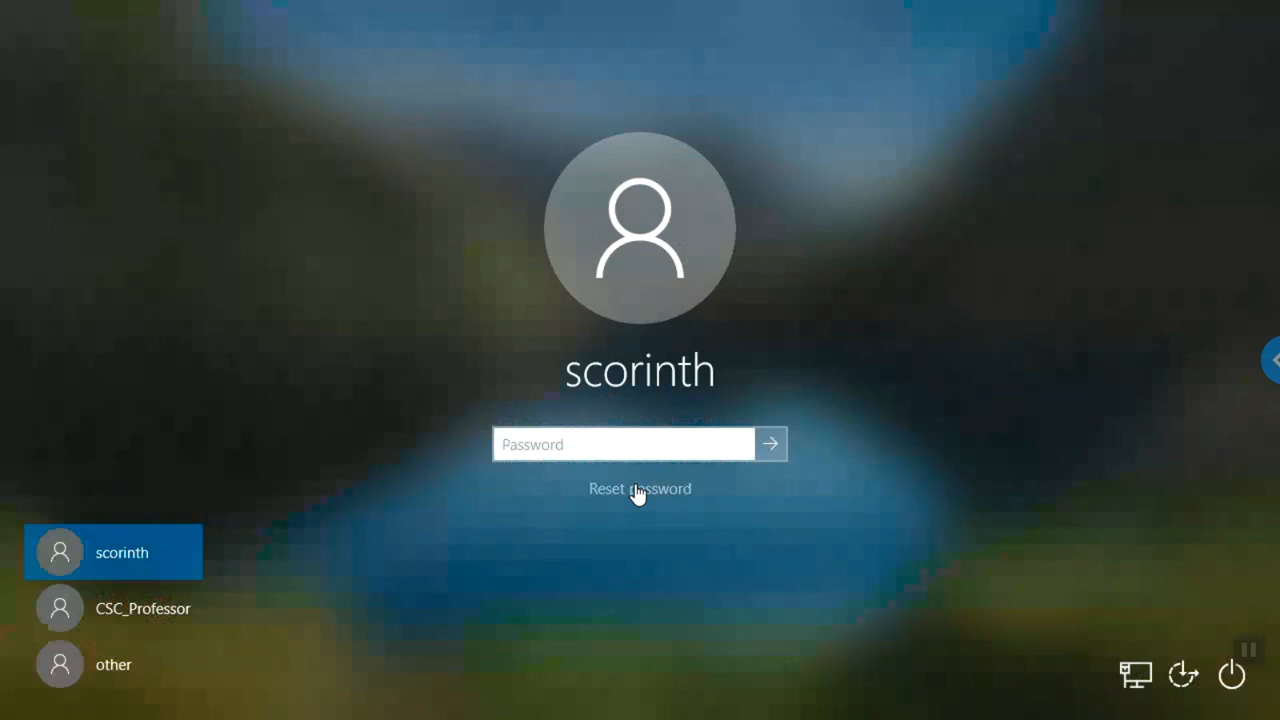 scorinth
Password
Reset password
scorinth
CSC_Professor
other